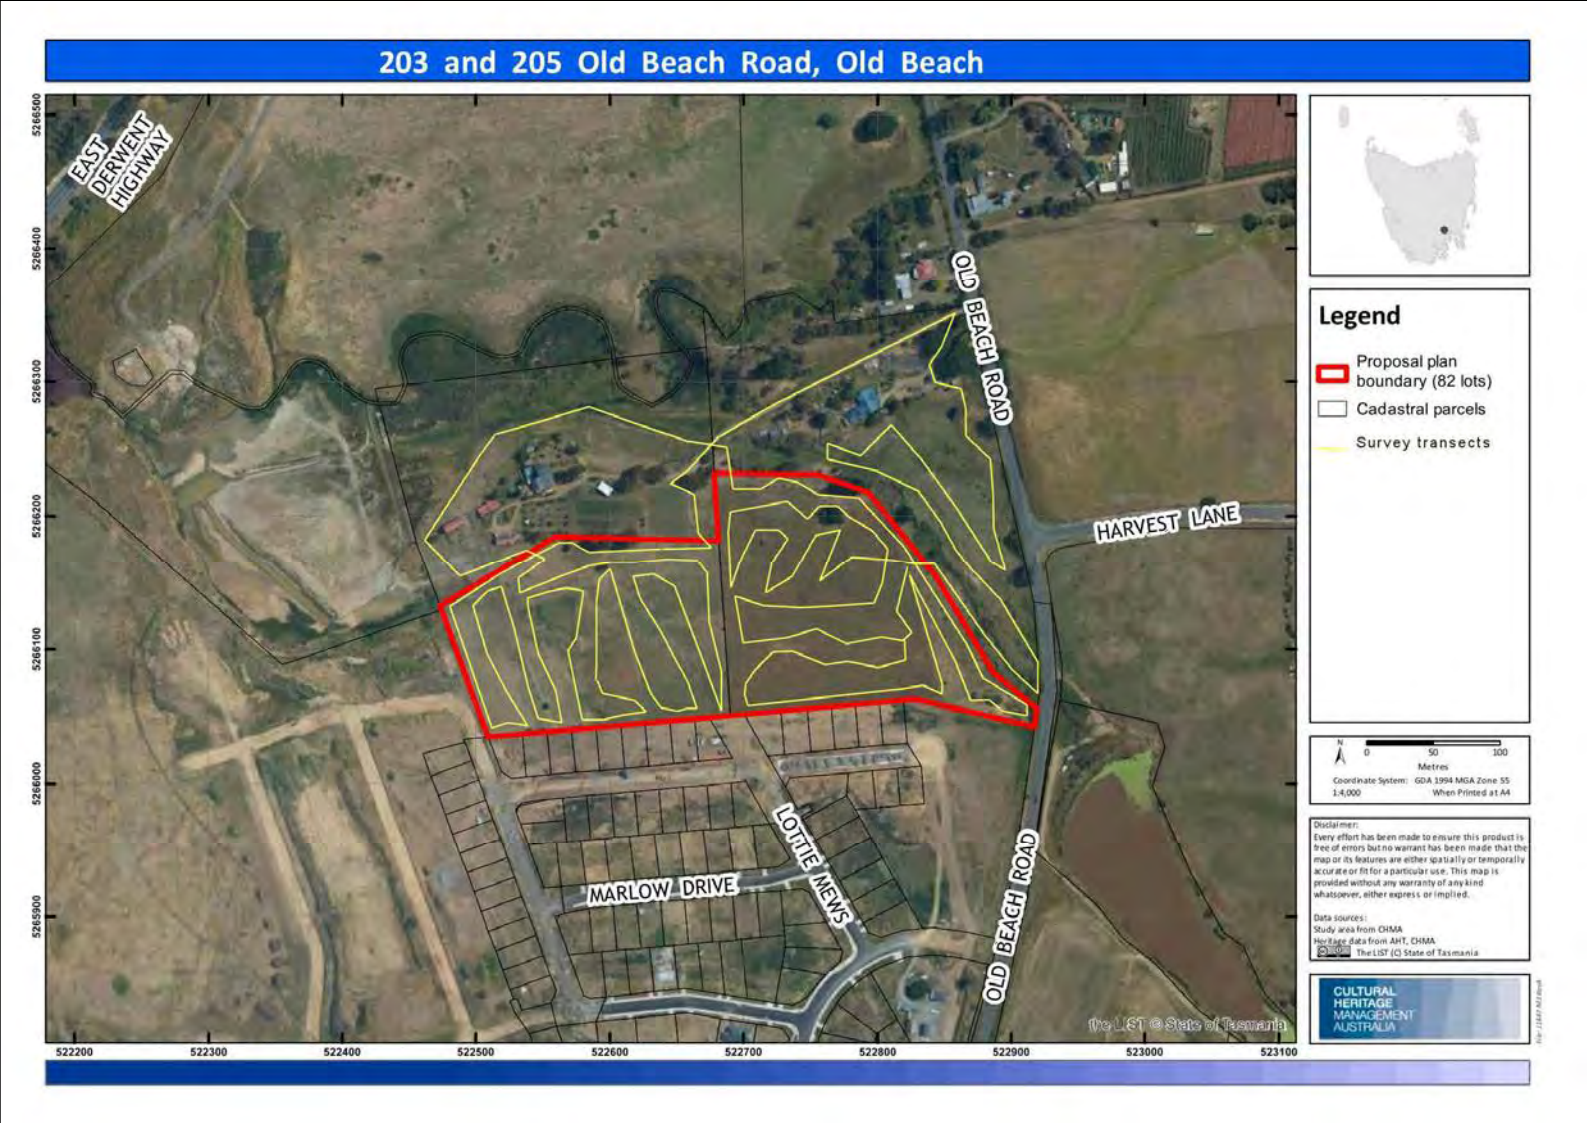 203 and 205 Old Beach Road, Old Beach
EAST
DERWENT
HIGHWAY
OLD BEACH ROAD
HARVEST LANE
LOTTIE MEWS
MARLOW DRIVE
OLD BEACH ROAD
the LIST © State of Tasmania
5266500
5266400
5266300
5266200
5266100
5266000
5265900
522200
522300
522400
522500
522600
522700
522800
522900
523000
523100
Legend
Proposal plan
boundary (82 lots)
Cadastral parcels
Survey transects
N
0 50 100
Metres
Coordinate System: GDA 1994 MGA Zone 55
1:4,000 When Printed at A4
Disclaimer:
Every effort has been made to ensure this product is
free of errors but no warrant has been made that the
map or its features are either spatially or temporally
accurate or fit for a particular use. This map is
provided without any warranty of any kind
whatsoever, either express or implied.
Data sources:
Study area from CHMA
Heritage data from AHT, CHMA
The LIST (C) State of Tasmania
CULTURAL
HERITAGE
MANAGEMENT
AUSTRALIA